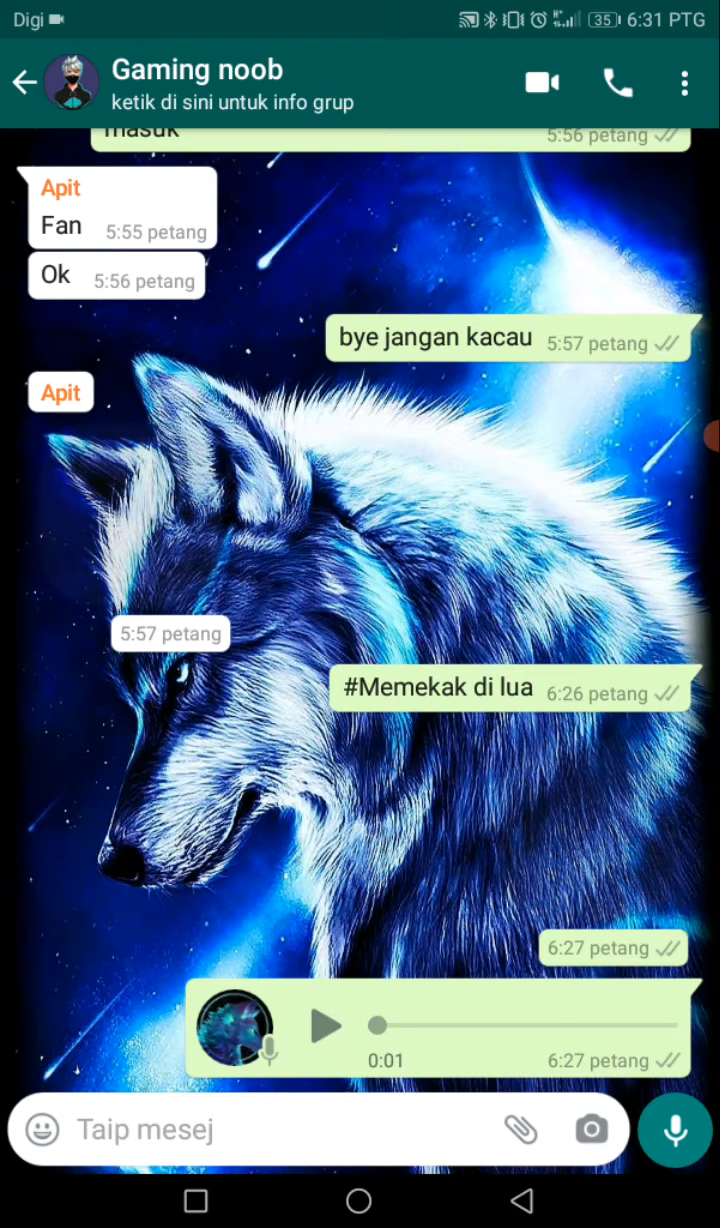 Digi 35 6:31 PTG
Gaming noob
ketik di sini untuk info grup
masuk 5:56 petang
Apit
Fan 5:55 petang
Ok 5:56 petang
bye jangan kacau 5:57 petang
Apit
5:57 petang
#Memekak di lua 6:26 petang
6:27 petang
0:01 6:27 petang
Taip mesej